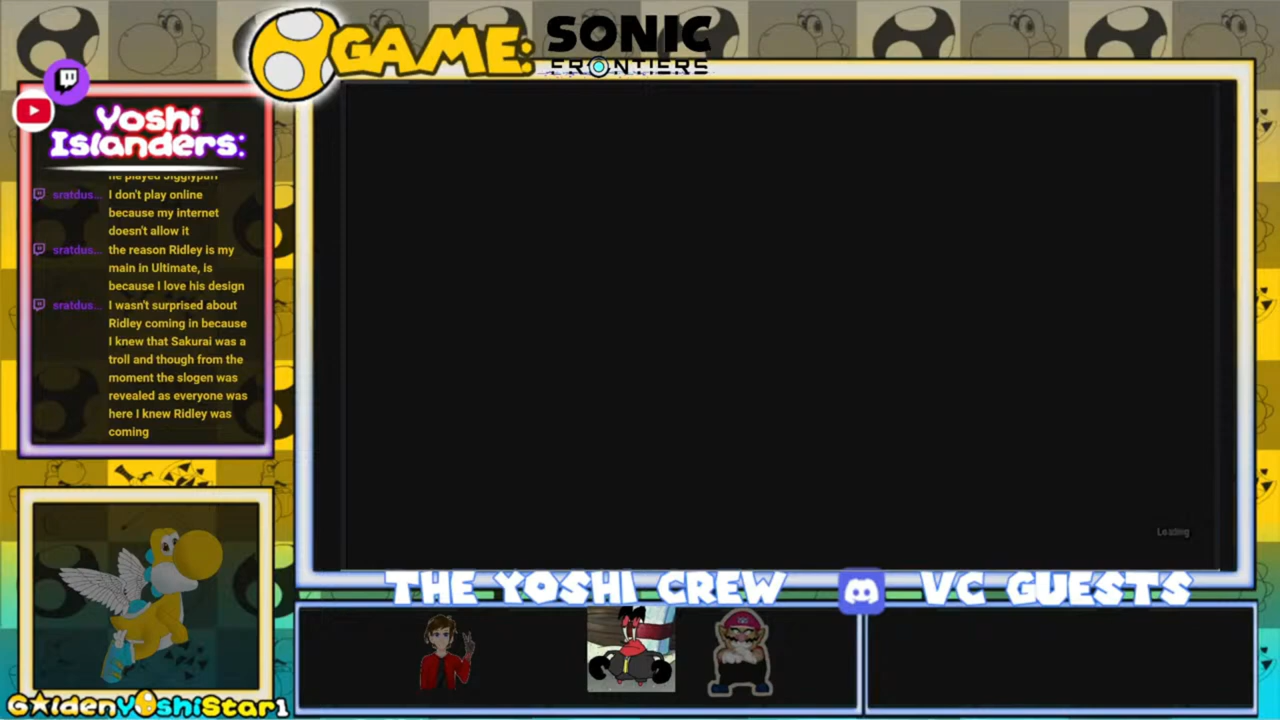 GAME:
SONIC
FRONTIERS
Yoshi
Islanders:
he played Jigglypuff
sratdus... I don't play online
because my internet
doesn't allow it
sratdus... the reason Ridley is my
main in Ultimate, is
because I love his design
sratdus... I wasn't surprised about
Ridley coming in because
I knew that Sakurai was a
troll and though from the
moment the slogen was
revealed as everyone was
here I knew Ridley was
coming
Loading
THE YOSHI CREW
VC GUESTS
GoldenYoshiStar1